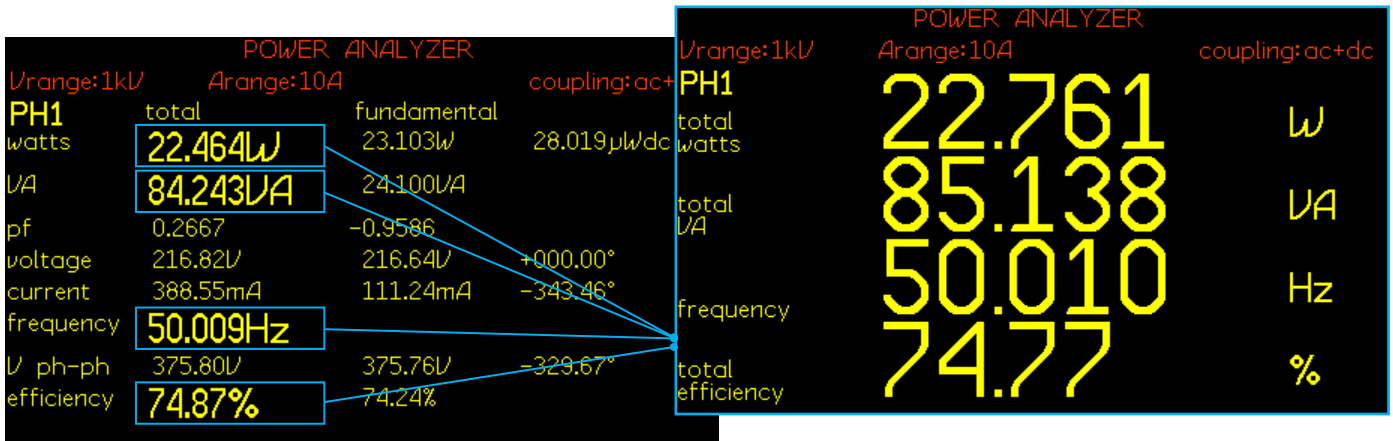 POWER ANALYZER
Vrange:1kV Arange:10A coupling:ac+
PH1 total fundamental
watts 22.464W 23.103W 28.019µWdc
VA 84.243VA 24.100VA
pf 0.2667 -0.9586
voltage 216.82V 216.64V +000.00°
current 388.55mA 111.24mA -343.46°
frequency 50.009Hz
V ph-ph 375.80V 375.76V -329.67°
efficiency 74.87% 74.24%
POWER ANALYZER
Vrange:1kV Arange:10A coupling:ac+dc
PH1
total
watts 22.761 W
total
VA 85.138 VA
frequency 50.010 Hz
total
efficiency 74.77 %